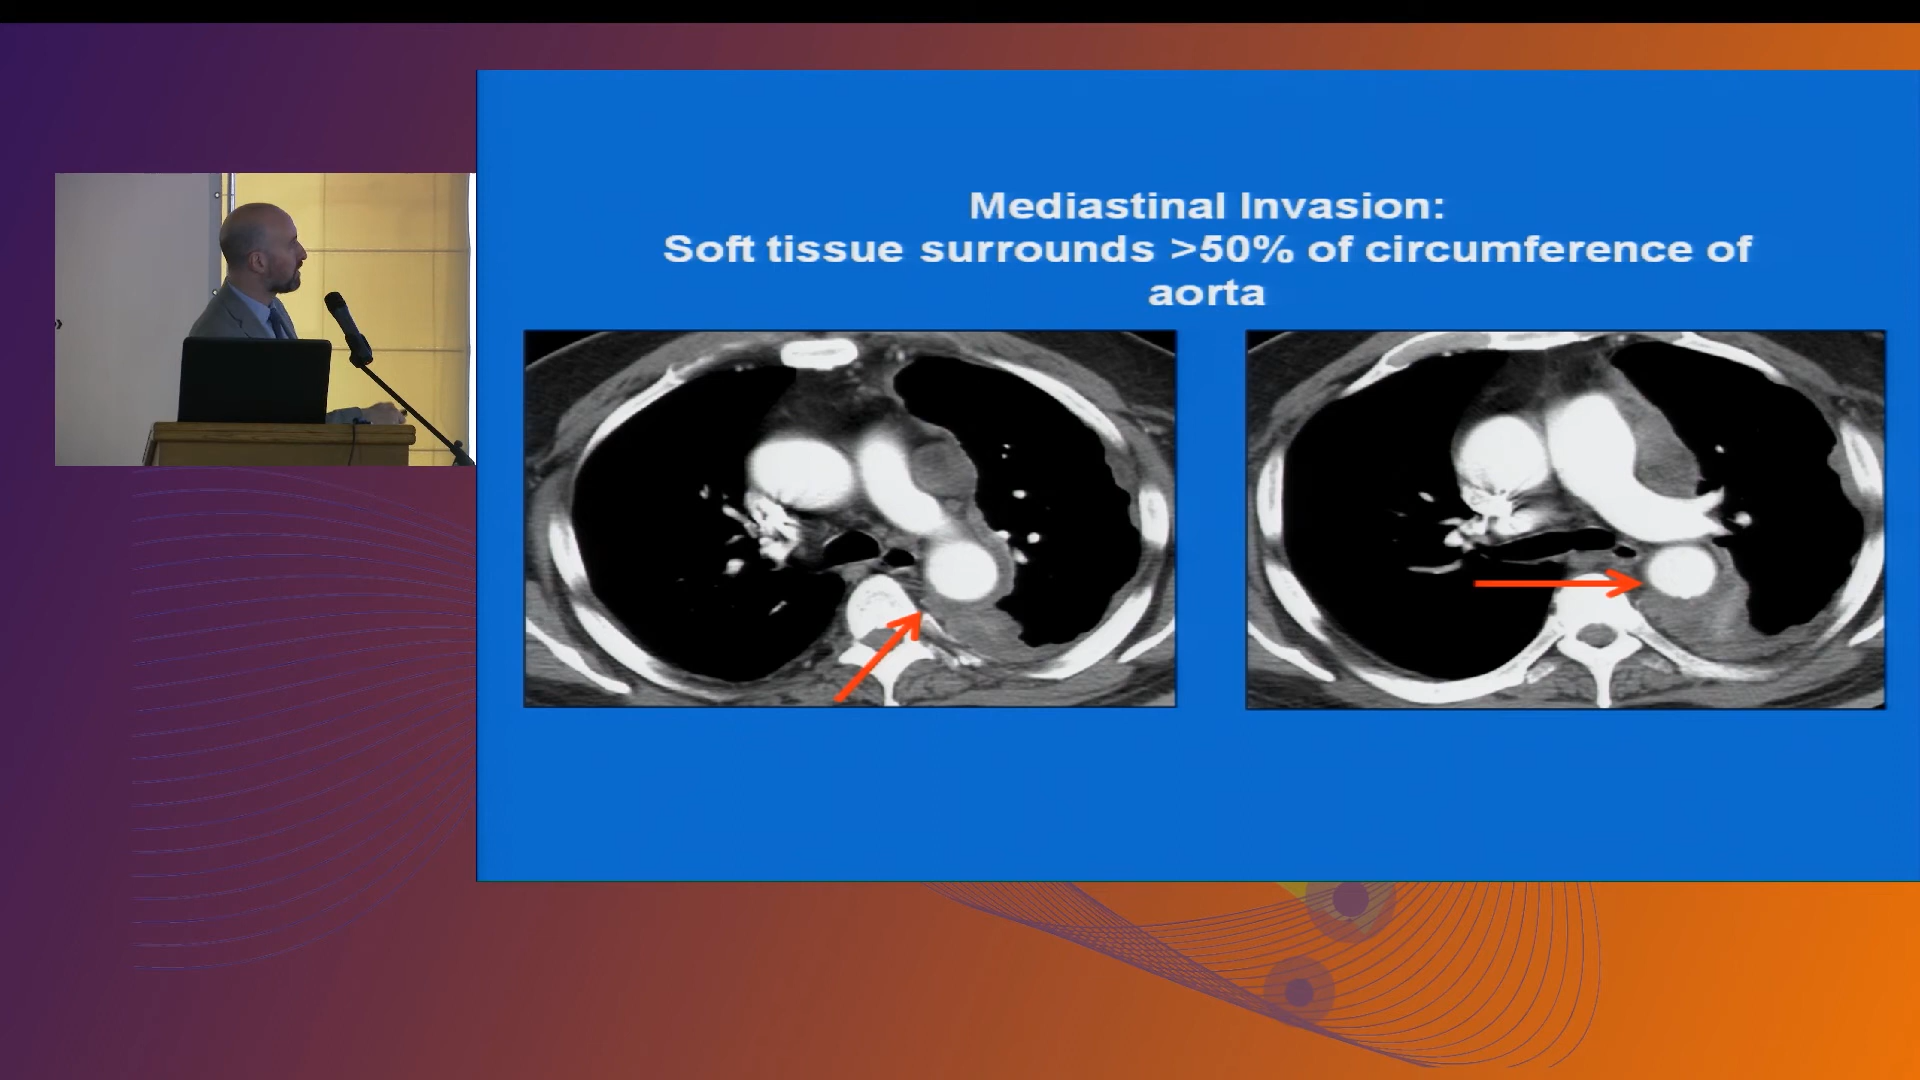 Mediastinal Invasion:
Soft tissue surrounds >50% of circumference of
aorta